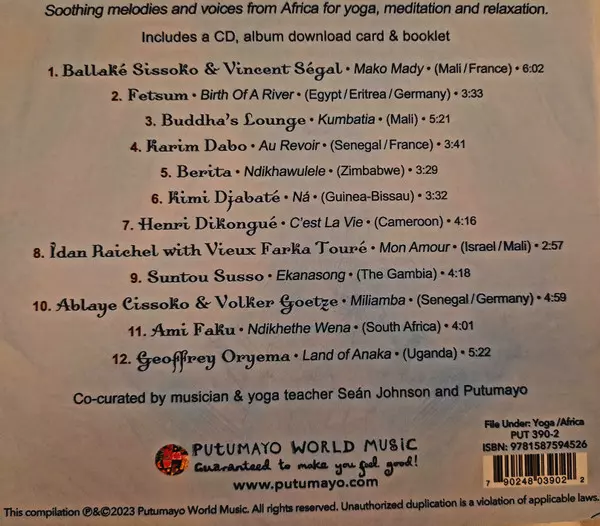 Soothing melodies and voices from Africa for yoga, meditation and relaxation.
Includes a CD, album download card & booklet
1. Ballaké Sissoko & Vincent Ségal • Mako Mady • (Mali/France) • 6:02
2. Fetsum • Birth Of A River • (Egypt/Eritrea/Germany) • 3:33
3. Buddha's Lounge • Kumbatia • (Mali) • 5:21
4. Karim Dabo • Au Revoir • (Senegal/France) • 3:41
5. Berita • Ndikhawulele • (Zimbabwe) • 3:29
6. Kimi Djabaté • Ná • (Guinea-Bissau) • 3:32
7. Henri Dikongué • C'est La Vie • (Cameroon) • 4:16
8. Idan Raichel with Vieux Farka Touré • Mon Amour • (Israel/Mali) • 2:57
9. Suntou Susso • Ekanasong • (The Gambia) • 4:18
10. Ablaye Cissoko & Volker Goetze • Miliamba • (Senegal/Germany) • 4:59
11. Ami Faku • Ndikhethe Wena • (South Africa) • 4:01
12. Geoffrey Oryema • Land of Anaka • (Uganda) • 5:22
Co-curated by musician & yoga teacher Seán Johnson and Putumayo
File Under: Yoga/Africa
PUT 390-2
ISBN: 9781587594526
PUTUMAYO WORLD MUSIC
Guaranteed to make you feel good!
www.putumayo.com
7 90248 03902 2
This compilation ℗&©2023 Putumayo World Music. All rights reserved. Unauthorized duplication is a violation of applicable laws.